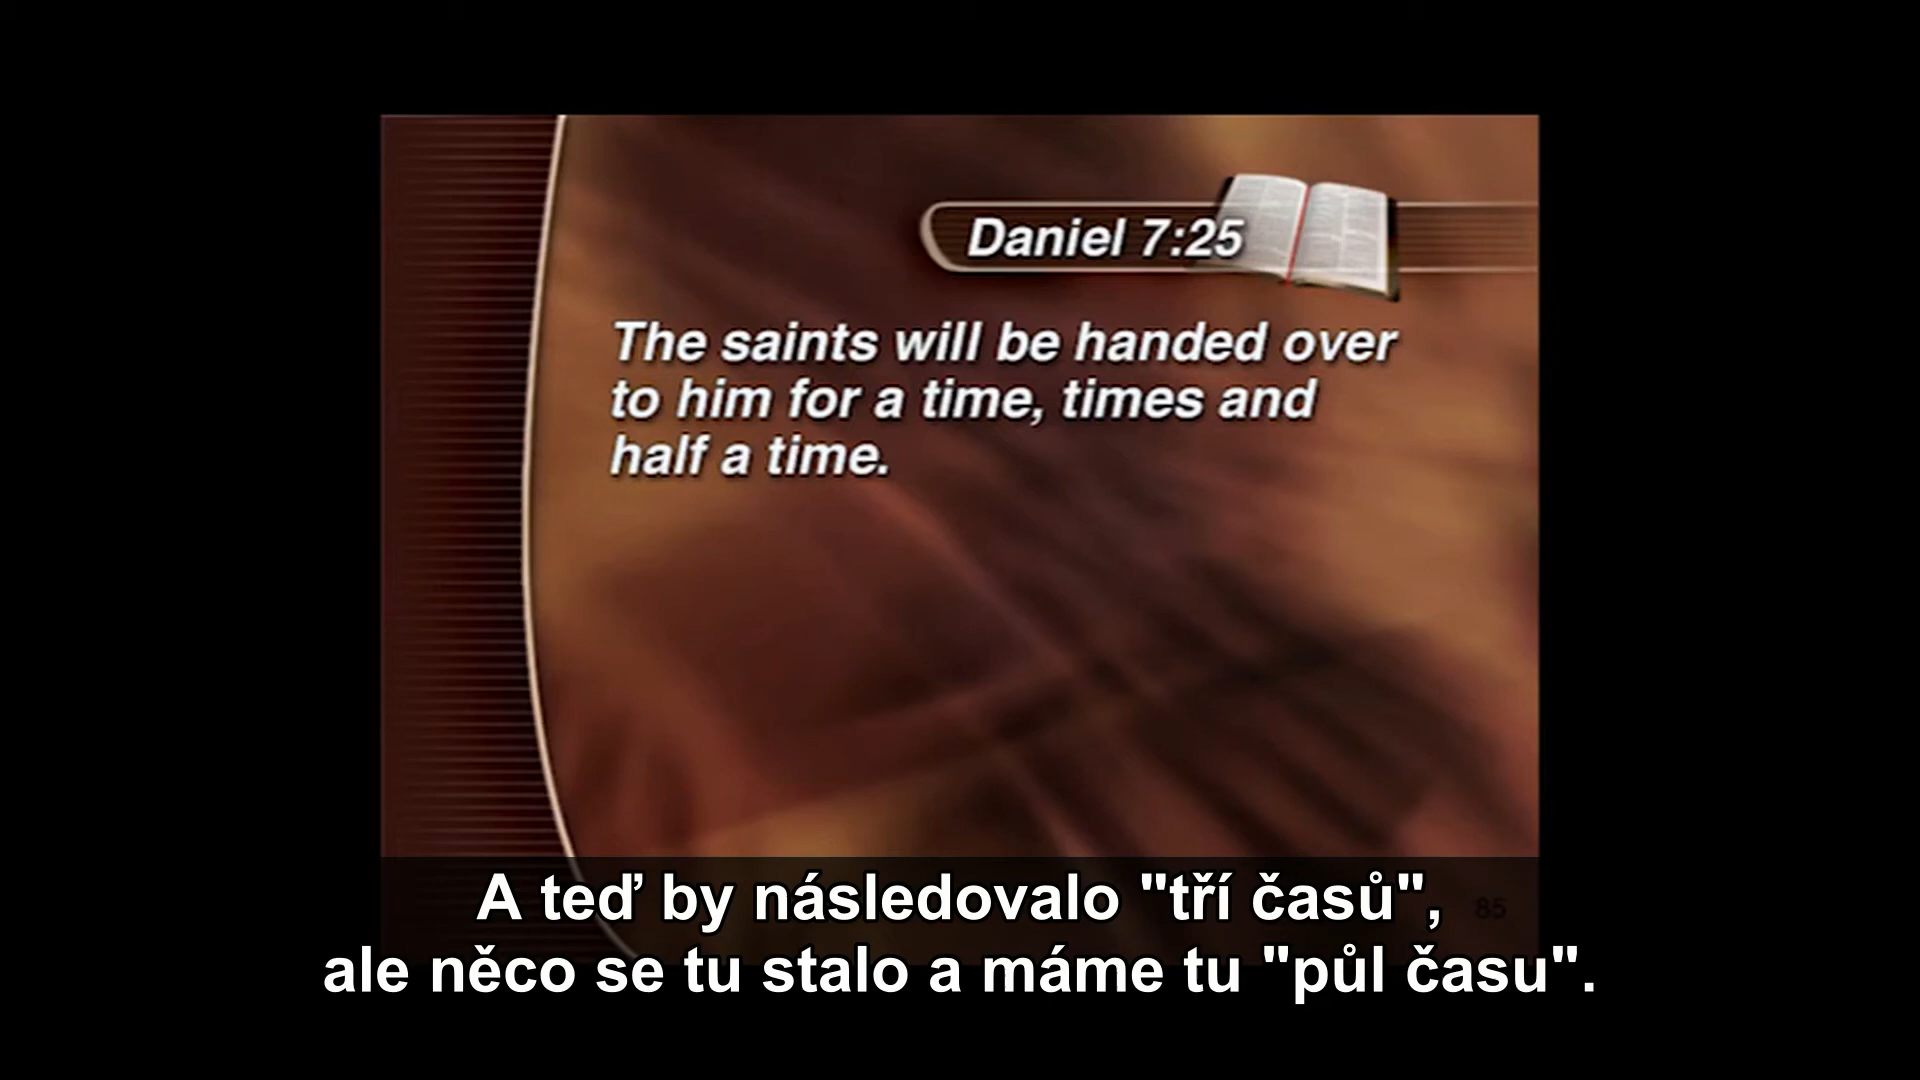 Daniel 7:25
The saints will be handed over
to him for a time, times and
half a time.
85
A teď by následovalo "tří časů",
ale něco se tu stalo a máme tu "půl času".